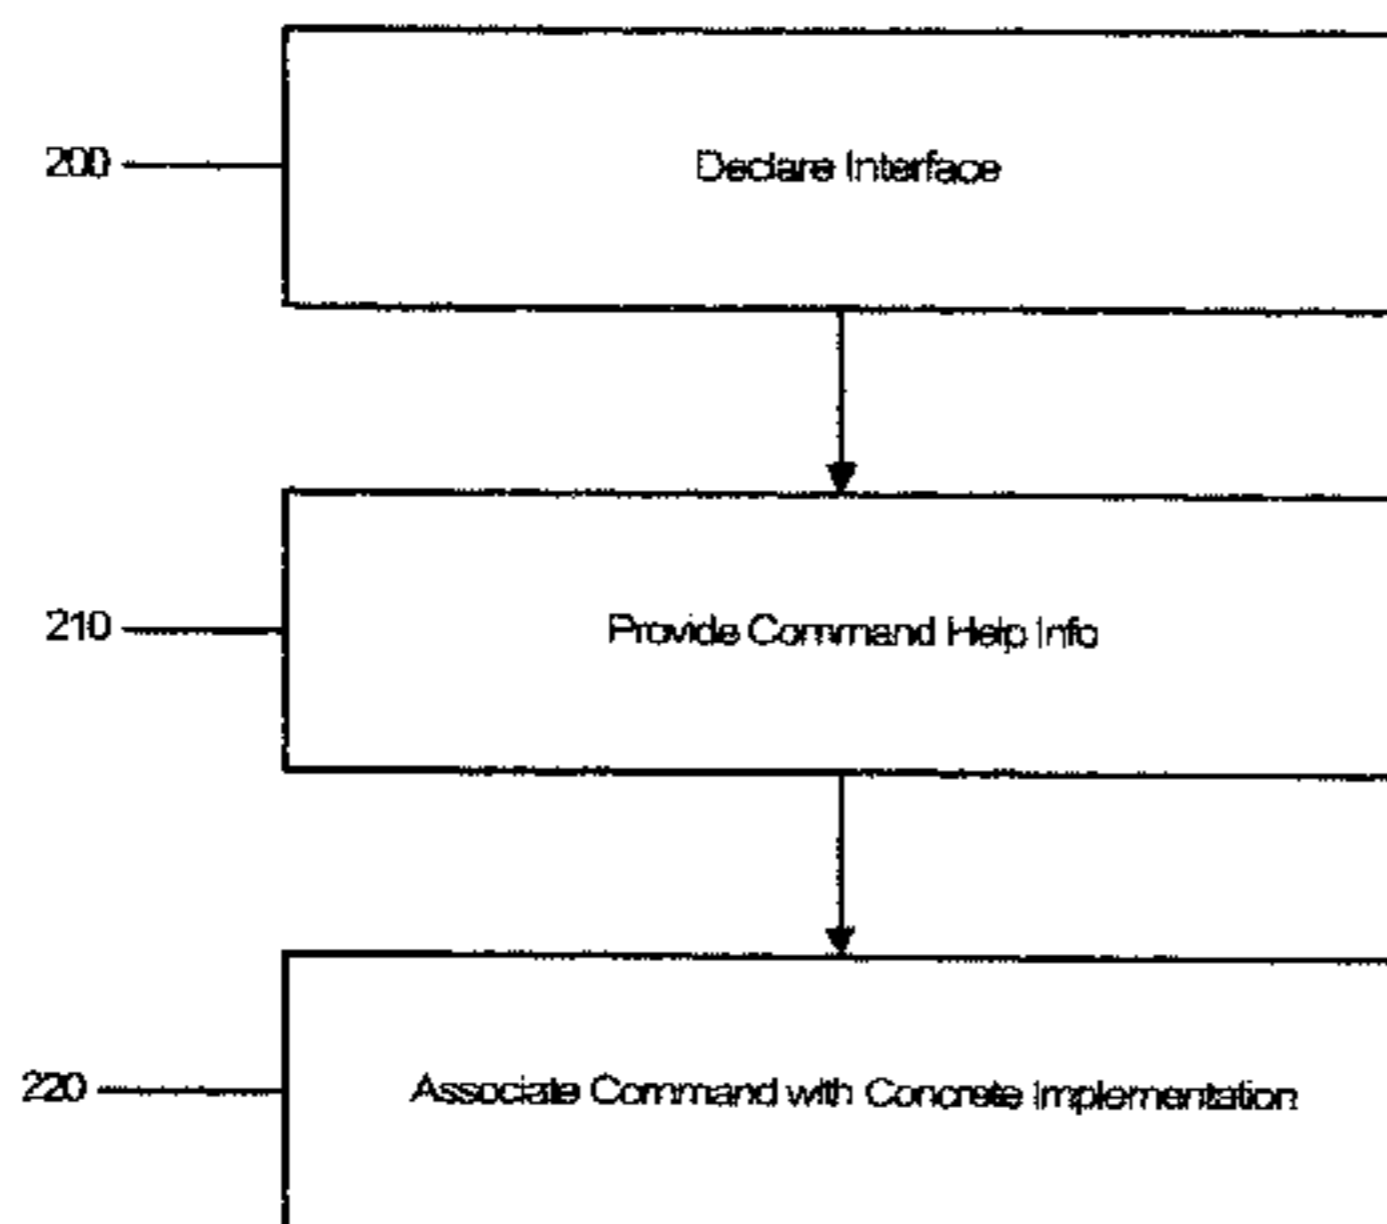 200
Declare Interface
210
Provide Command Help Info
220
Associate Command with Concrete Implementation